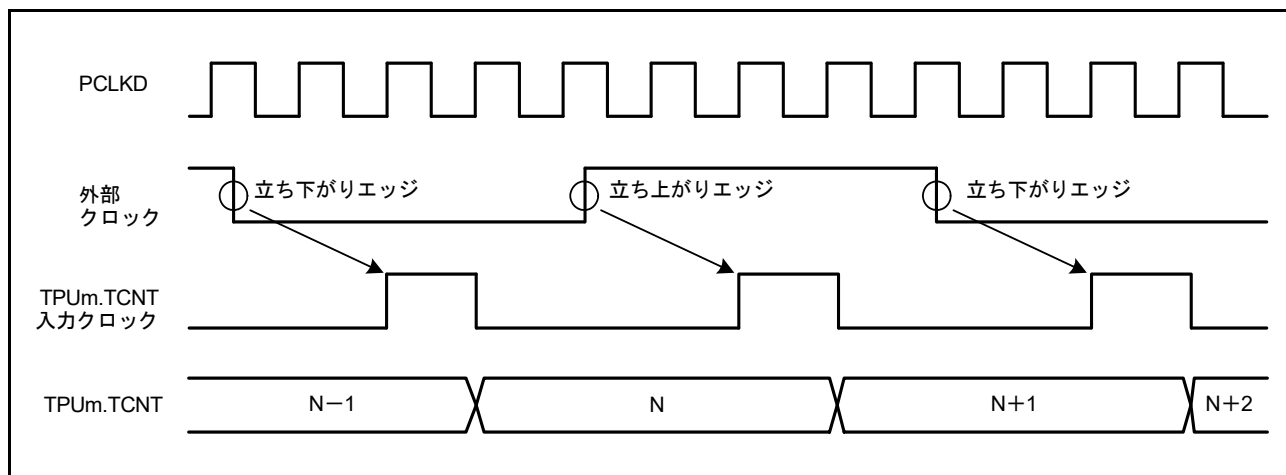 PCLKD
外部
クロック
立ち下がりエッジ
立ち上がりエッジ
立ち下がりエッジ
TPUm.TCNT
入力クロック
TPUm.TCNT
N－1
N
N＋1
N＋2